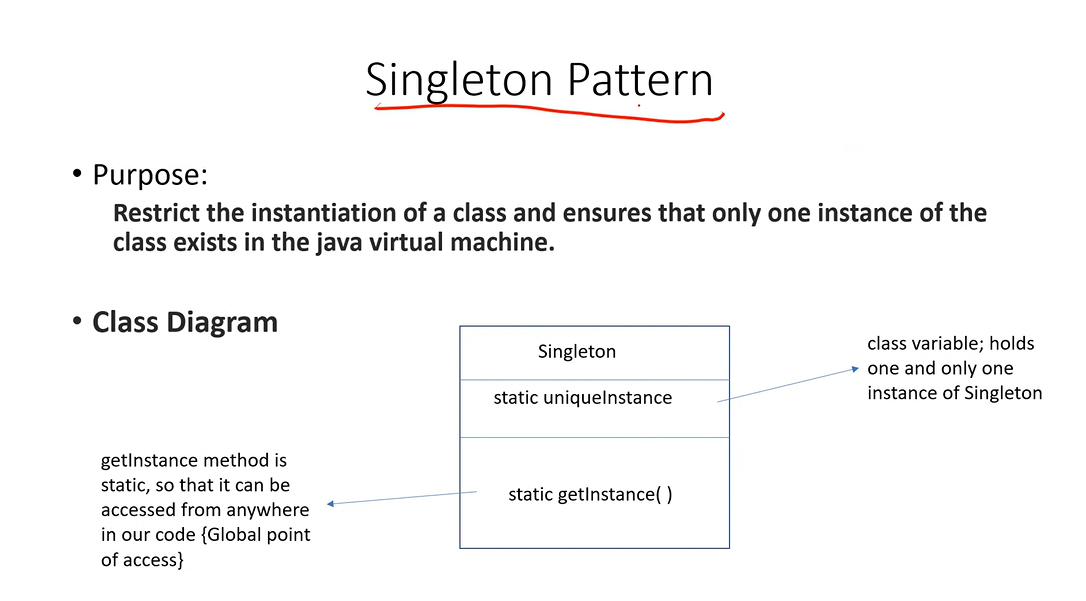 Singleton Pattern
• Purpose:
Restrict the instantiation of a class and ensures that only one instance of the
class exists in the java virtual machine.
• Class Diagram
Singleton
static uniqueInstance
static getInstance( )
class variable; holds
one and only one
instance of Singleton
getInstance method is
static, so that it can be
accessed from anywhere
in our code {Global point
of access}